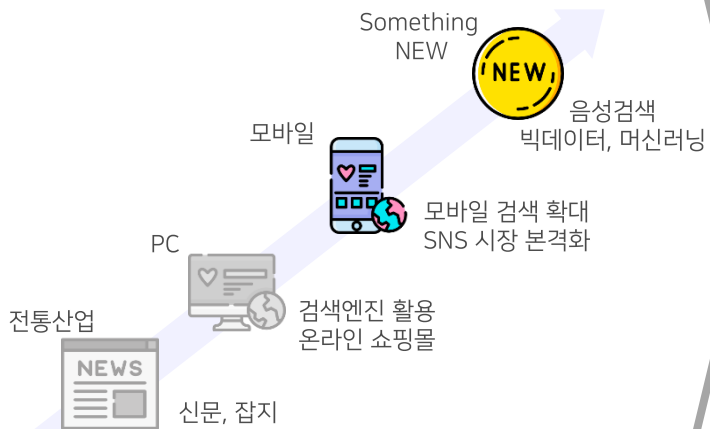 Something
NEW
NEW
음성검색
빅데이터, 머신러닝
모바일
모바일 검색 확대
SNS 시장 본격화
PC
검색엔진 활용
온라인 쇼핑몰
전통산업
NEWS
신문, 잡지